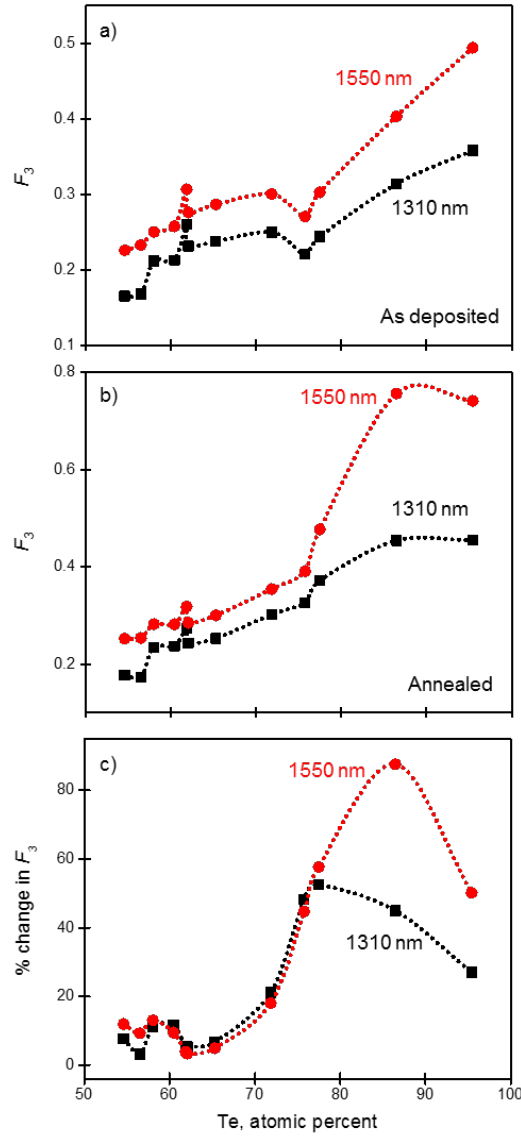 a)
0.5
0.4
0.3
0.2
0.1
F3
1550 nm
1310 nm
As deposited
b)
0.8
0.6
0.4
0.2
F3
1550 nm
1310 nm
Annealed
c)
80
60
40
20
0
% change in F3
1550 nm
1310 nm
50 60 70 80 90 100
Te, atomic percent